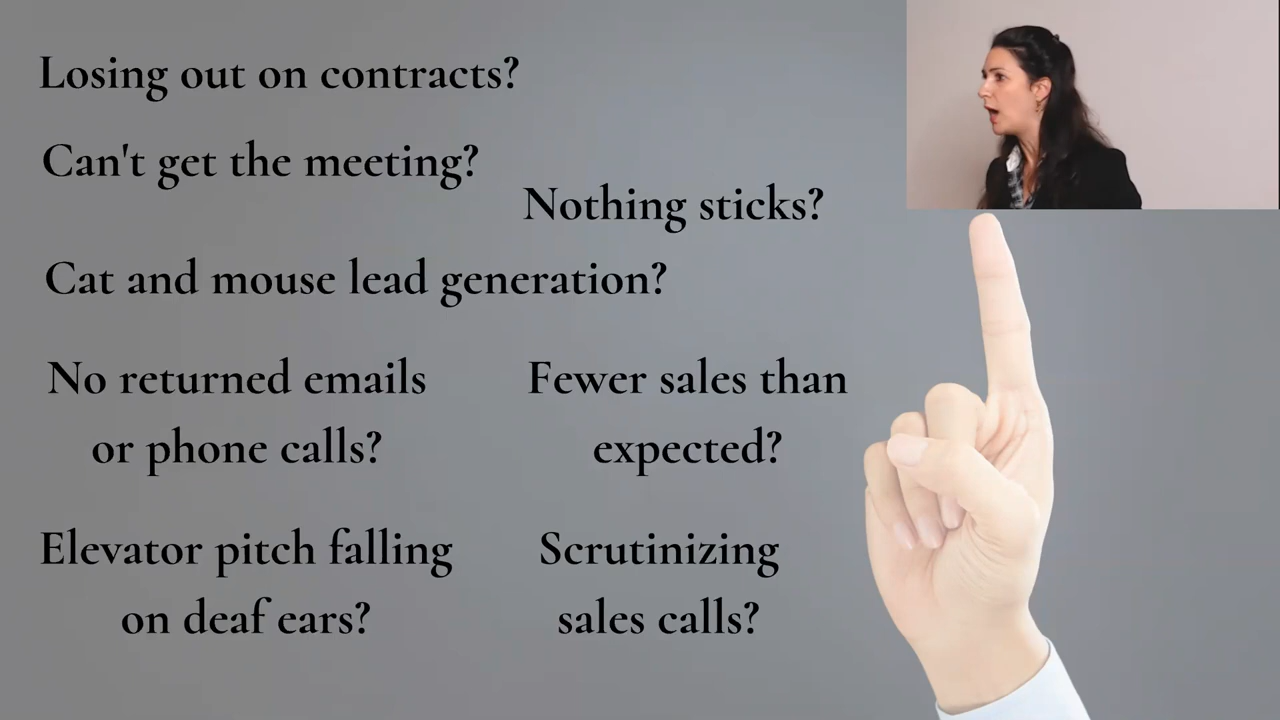 Losing out on contracts?
Can't get the meeting?
Nothing sticks?
Cat and mouse lead generation?
No returned emails
or phone calls?
Fewer sales than
expected?
Elevator pitch falling
on deaf ears?
Scrutinizing
sales calls?